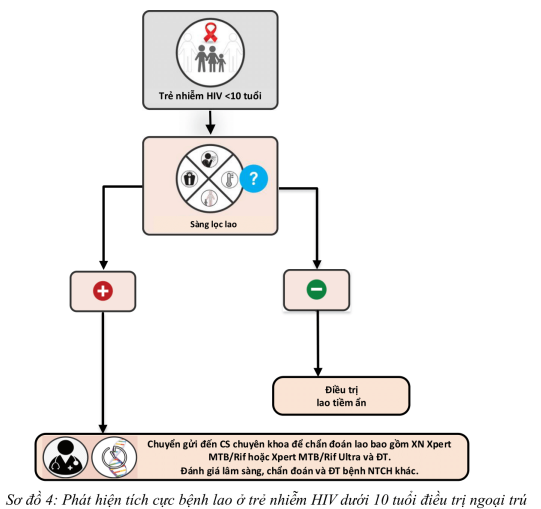 Trẻ nhiễm HIV <10 tuổi
?
Sàng lọc lao
Điều trị
lao tiềm ẩn
Chuyển gửi đến CS chuyên khoa để chẩn đoán lao bao gồm XN Xpert
MTB/Rif hoặc Xpert MTB/Rif Ultra và ĐT.
Đánh giá lâm sàng, chẩn đoán và ĐT bệnh NTCH khác.
Sơ đồ 4: Phát hiện tích cực bệnh lao ở trẻ nhiễm HIV dưới 10 tuổi điều trị ngoại trú